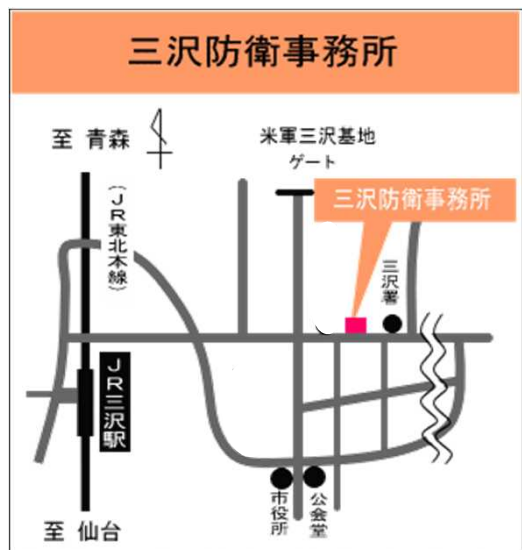 三沢防衛事務所
至 青森
米軍三沢基地
ゲート
三沢防衛事務所
（JR東北本線）
三沢署
JR三沢駅
市役所
公会堂
至 仙台